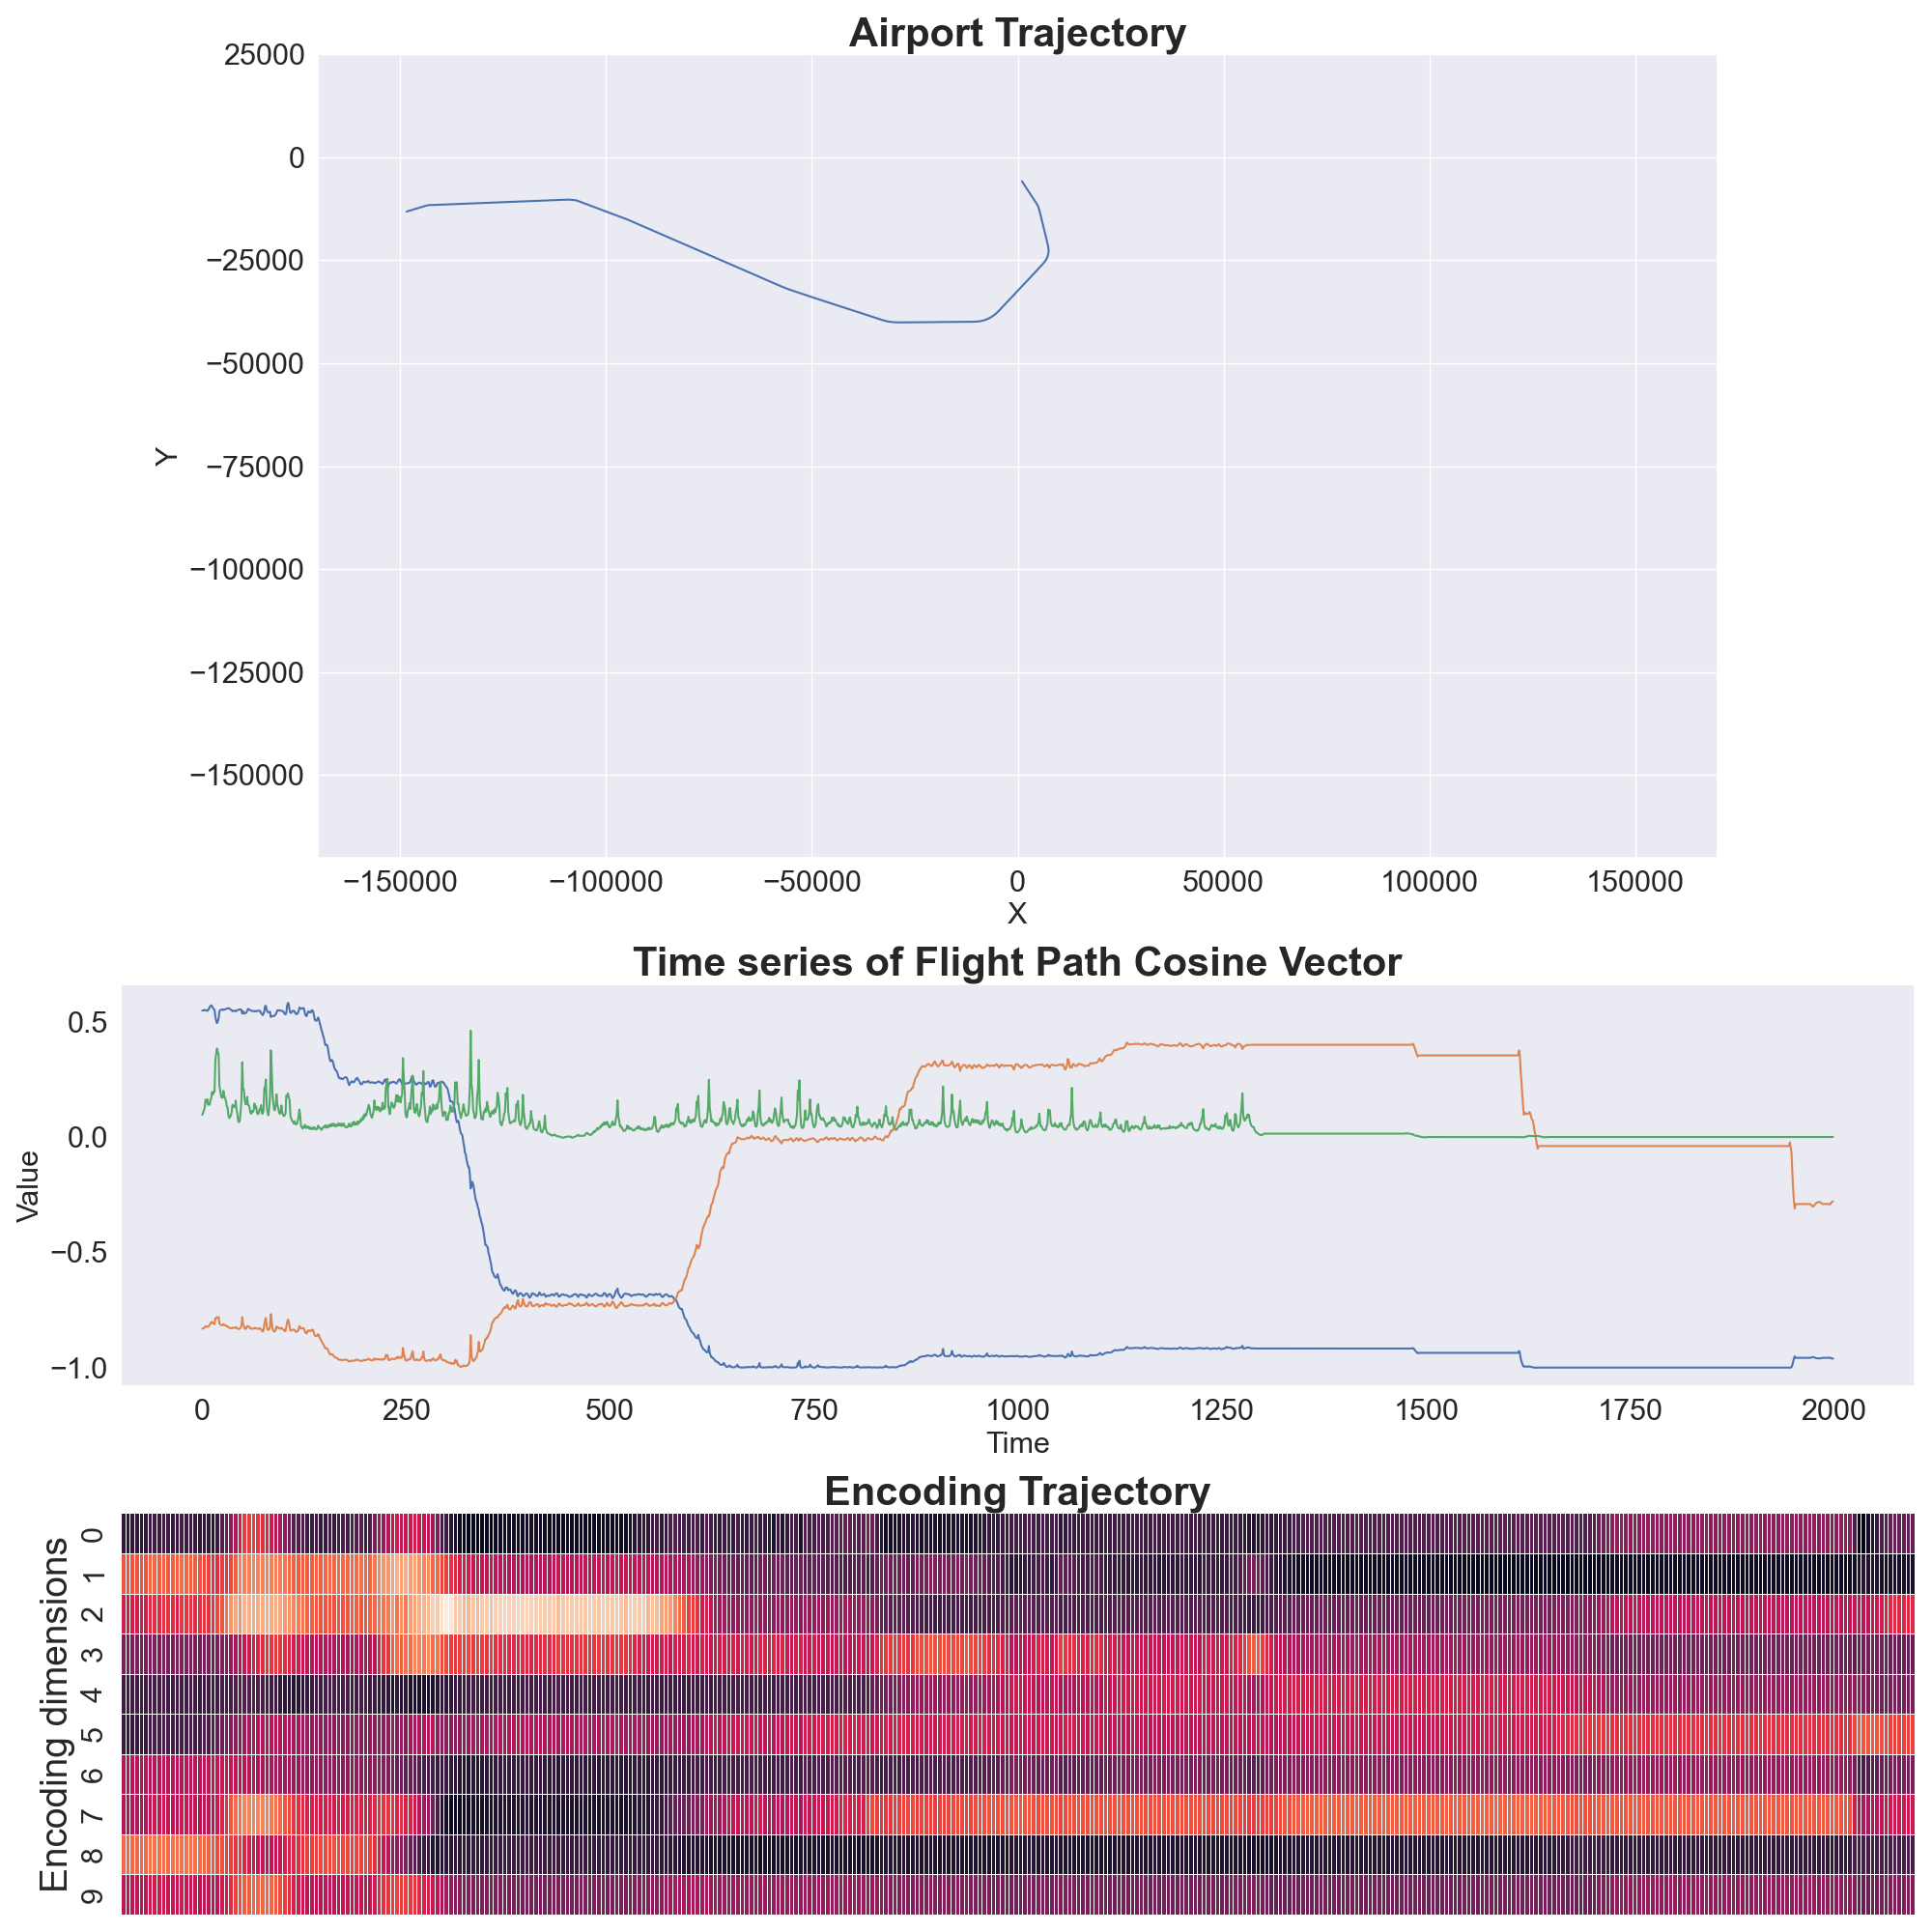 Airport Trajectory
25000
0
−25000
−50000
−75000
−100000
−125000
−150000
Y
−150000 −100000 −50000 0 50000 100000 150000
X
Time series of Flight Path Cosine Vector
0.5
0.0
−0.5
−1.0
Value
0 250 500 750 1000 1250 1500 1750 2000
Time
Encoding Trajectory
Encoding dimensions
0
1
2
3
4
5
6
7
8
9